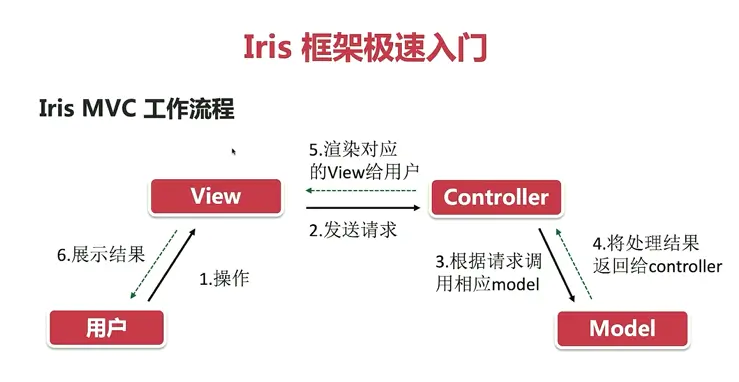 Iris 框架极速入门
Iris MVC 工作流程
5.渲染对应
的View给用户
View
Controller
2.发送请求
6.展示结果
1.操作
3.根据请求调
用相应model
4.将处理结果
返回给controller
用户
Model